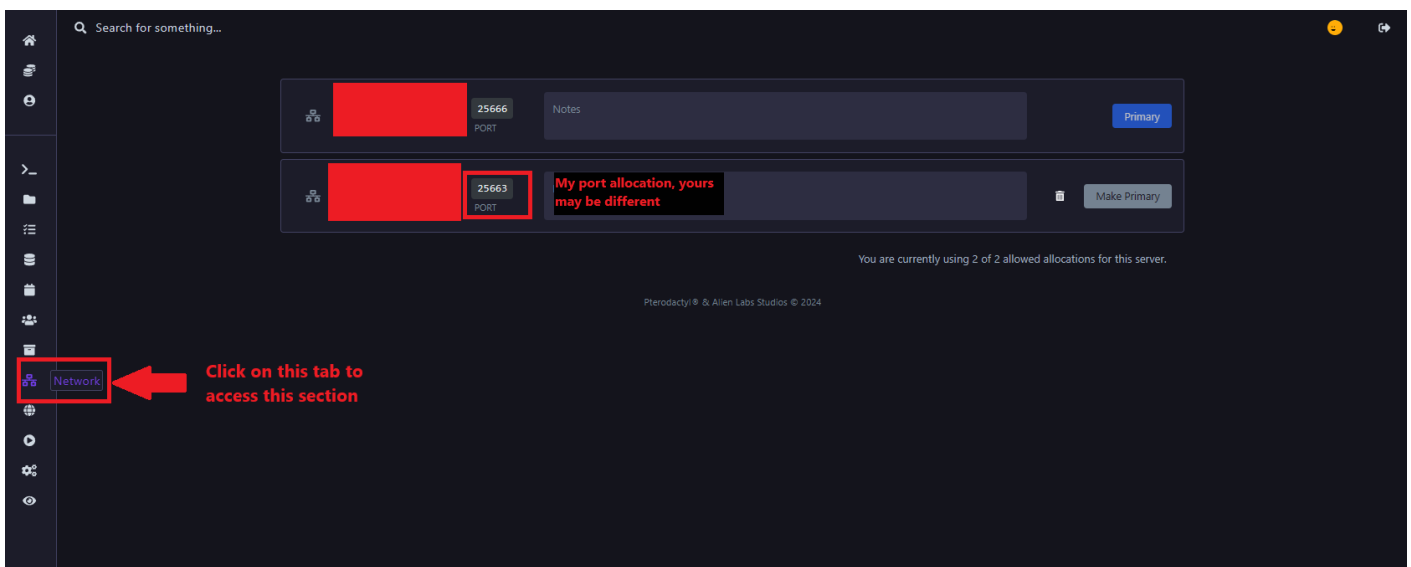 Search for something...
25666
PORT
Notes
Primary
25663
PORT
My port allocation, yours
may be different
Make Primary
You are currently using 2 of 2 allowed allocations for this server.
Pterodactyl® & Alien Labs Studios © 2024
Network
Click on this tab to
access this section